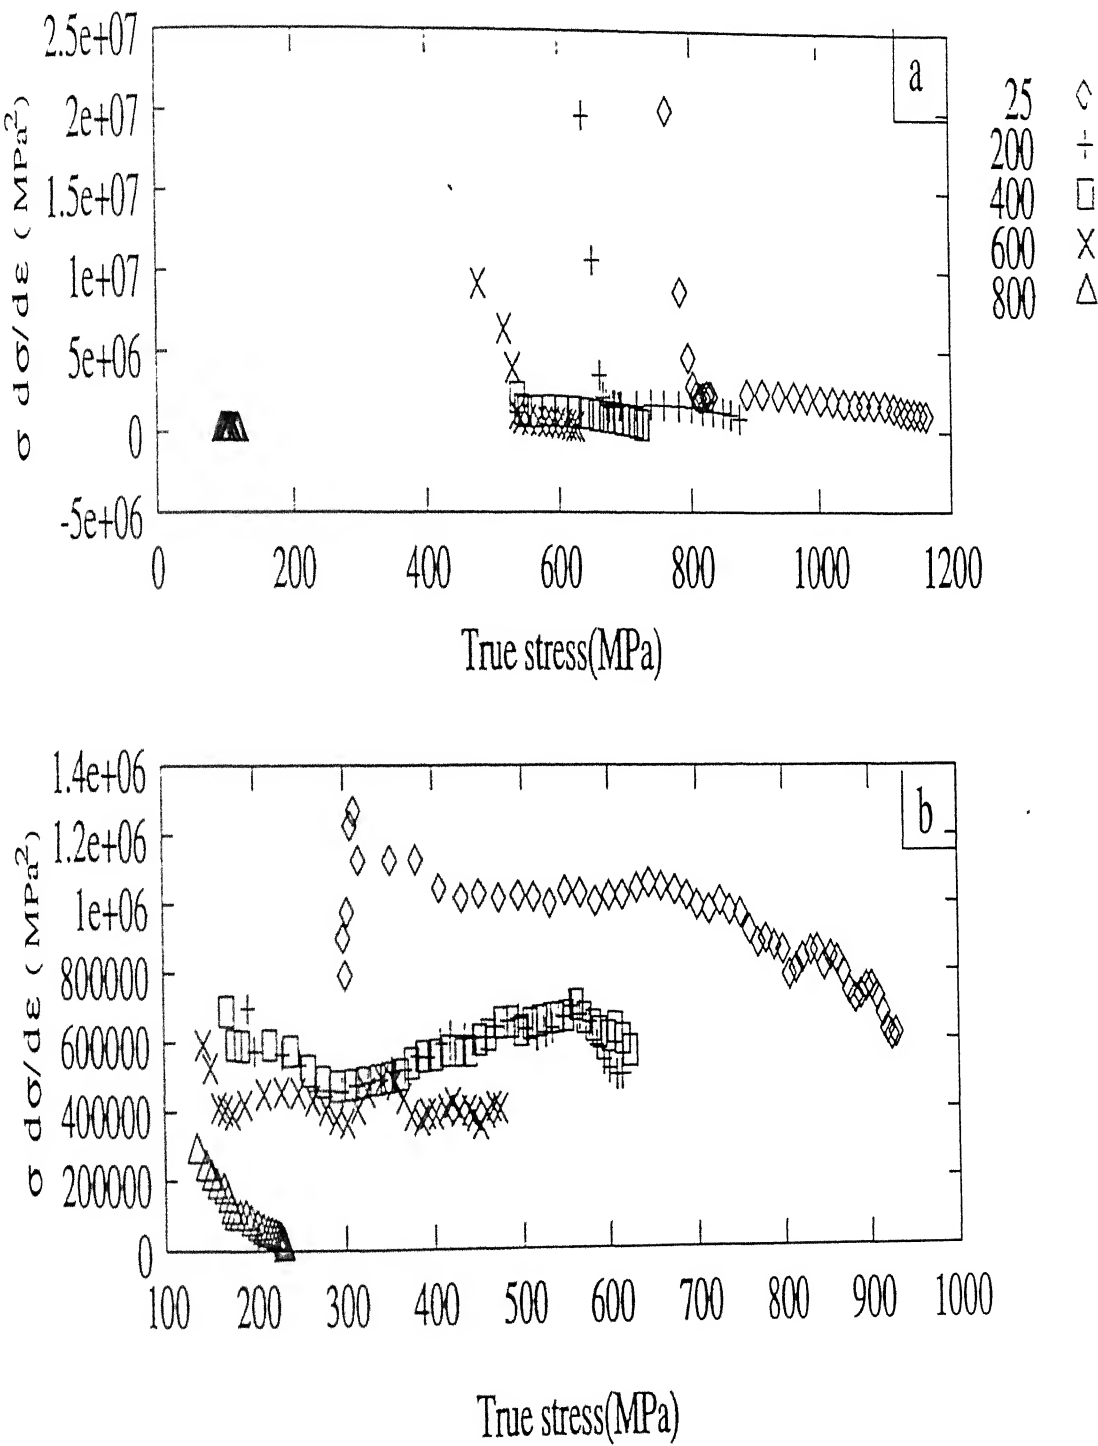 2.5e+07
2e+07
1.5e+07
1e+07
5e+06
0
-5e+06
σ dσ/dε (MPa²)
a
25
200
400
600
800
0 200 400 600 800 1000 1200
True stress(MPa)
1.4e+06
1.2e+06
1e+06
800000
600000
400000
200000
0
σ dσ/dε (MPa²)
b
100 200 300 400 500 600 700 800 900 1000
True stress(MPa)